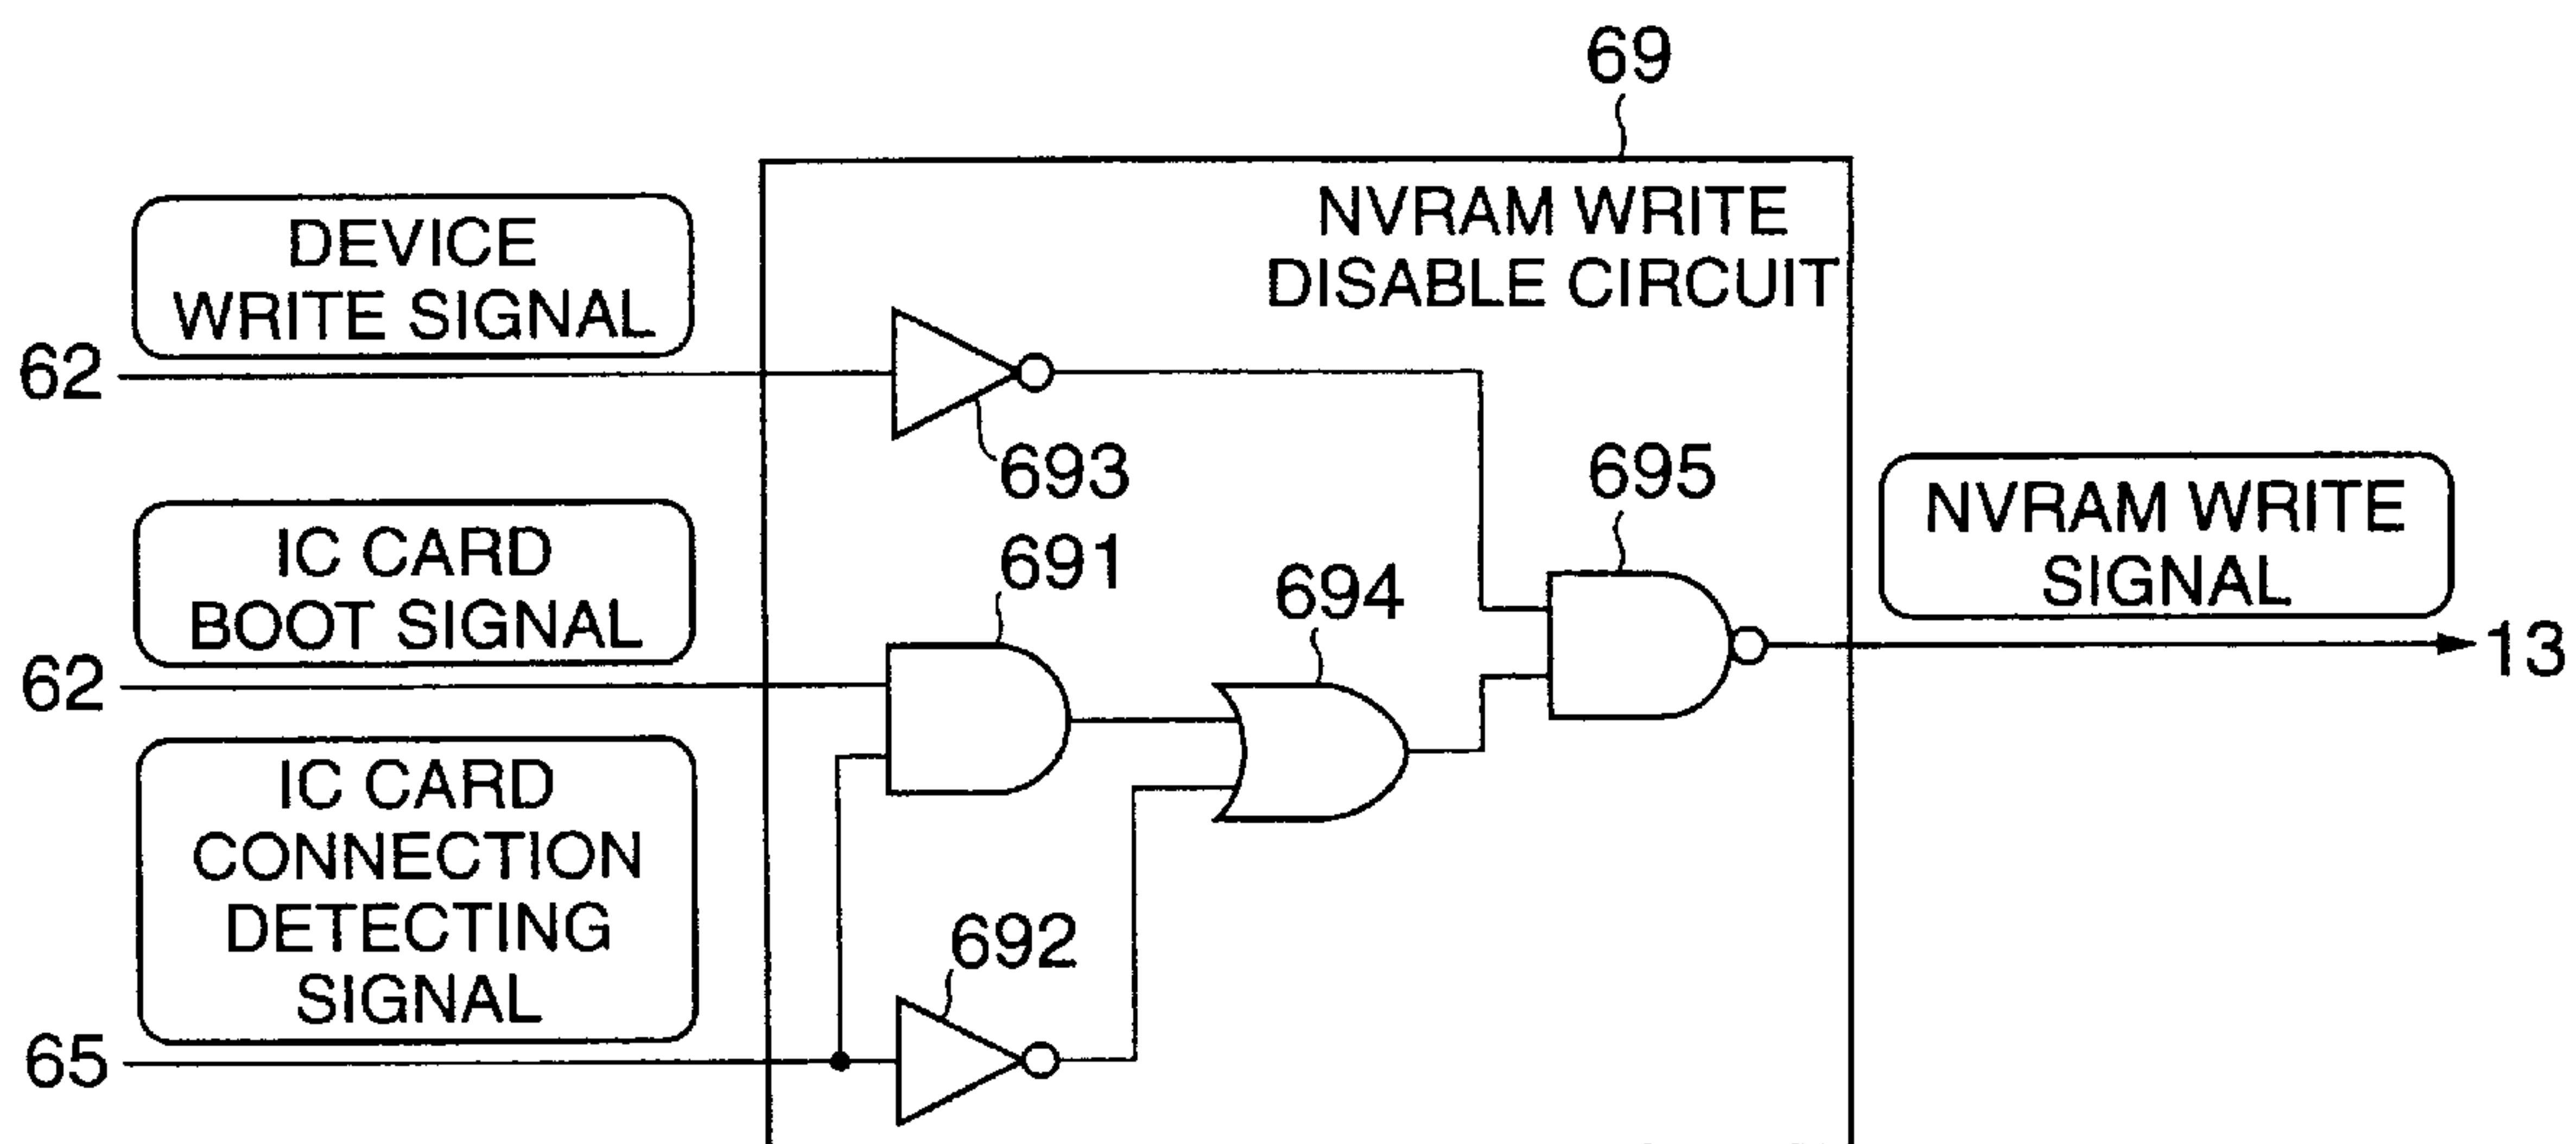 69
NVRAM WRITE
DISABLE CIRCUIT
DEVICE
WRITE SIGNAL
62
693
IC CARD
BOOT SIGNAL
62
691
694
695
NVRAM WRITE
SIGNAL
13
IC CARD
CONNECTION
DETECTING
SIGNAL
65
692